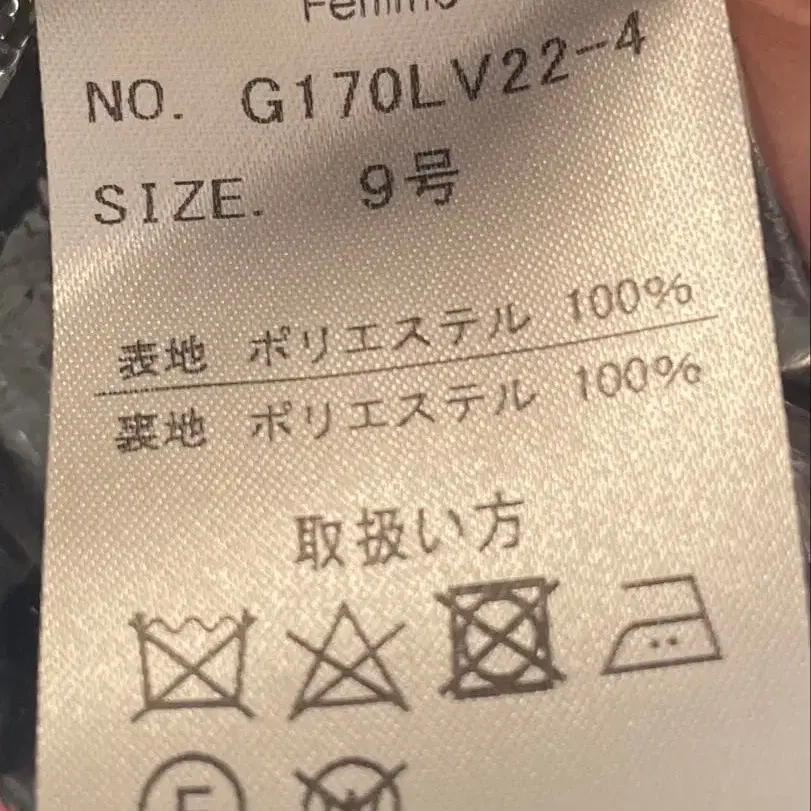 Femme
NO. G170LV22-4
SIZE. 9号
表地 ポリエステル 100%
裏地 ポリエステル 100%
取扱い方